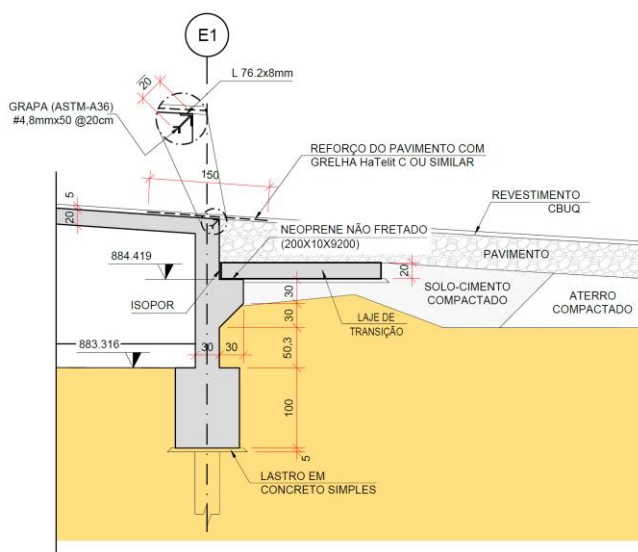 E1
L 76.2x8mm
20
GRAPA (ASTM-A36)
#4,8mmx50 @20cm
REFORÇO DO PAVIMENTO COM
GRELHA HaTelit C OU SIMILAR
150
5
20
REVESTIMENTO
CBUQ
NEOPRENE NÃO FRETADO
(200X10X9200)
PAVIMENTO
884.419
20
ISOPOR
30
SOLO-CIMENTO
COMPACTADO
ATERRO
COMPACTADO
LAJE DE
TRANSIÇÃO
30
883.316
30
30
50,3
100
5
LASTRO EM
CONCRETO SIMPLES